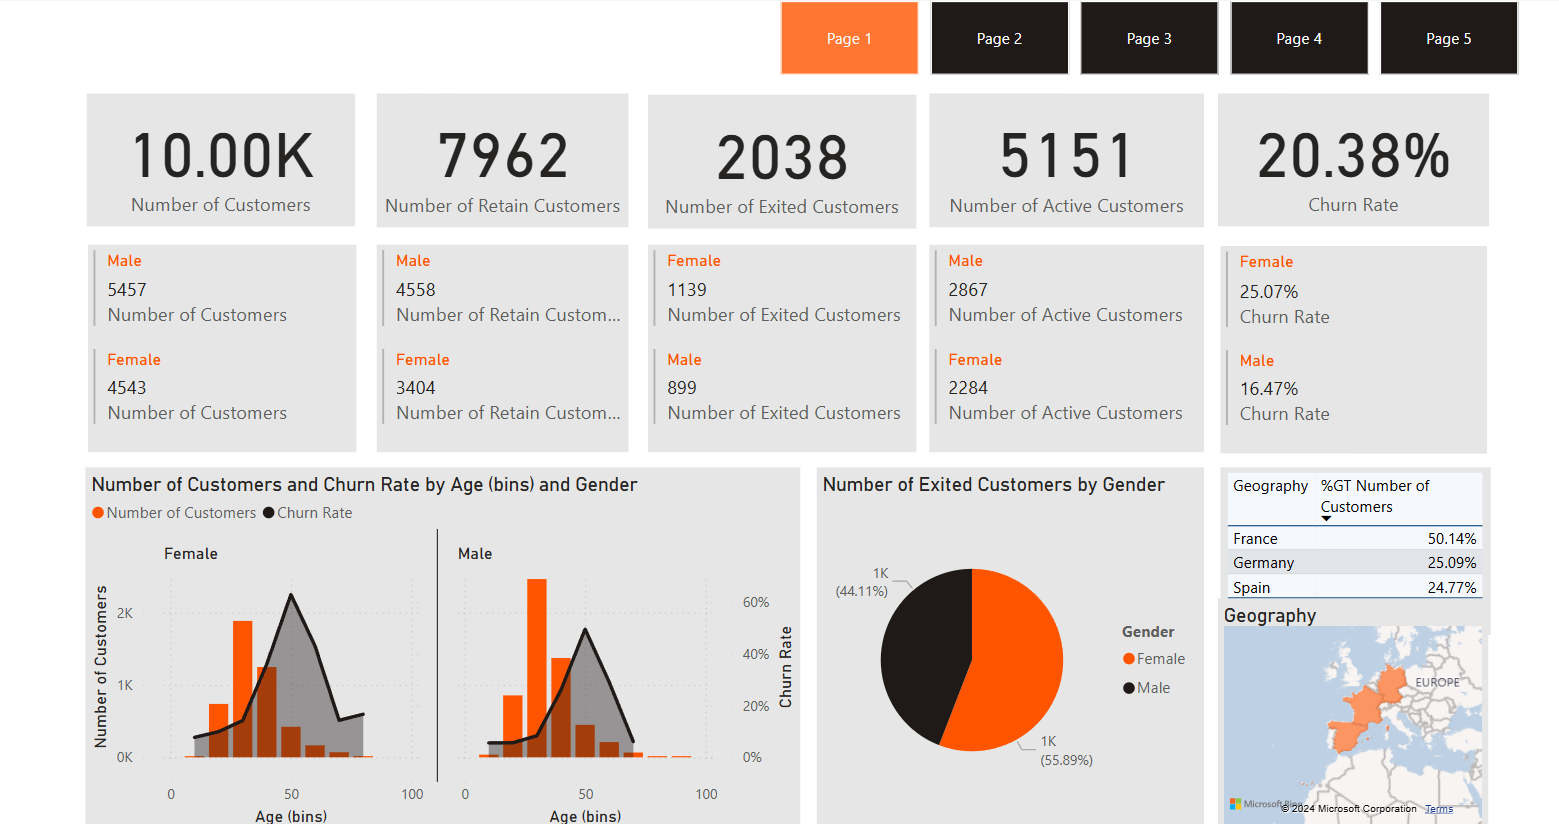 Page 1
Page 2
Page 3
Page 4
Page 5
10.00K
Number of Customers
7962
Number of Retain Customers
2038
Number of Exited Customers
5151
Number of Active Customers
20.38%
Churn Rate
Male
5457
Number of Customers
Female
4543
Number of Customers
Male
4558
Number of Retain Custom...
Female
3404
Number of Retain Custom...
Female
1139
Number of Exited Customers
Male
899
Number of Exited Customers
Male
2867
Number of Active Customers
Female
2284
Number of Active Customers
Female
25.07%
Churn Rate
Male
16.47%
Churn Rate
Number of Customers and Churn Rate by Age (bins) and Gender
Number of Customers Churn Rate
Female
Male
Number of Customers
2K
1K
0K
0 50 100
Age (bins)
0 50 100
Age (bins)
60%
40%
20%
0%
Churn Rate
Number of Exited Customers by Gender
1K
(44.11%)
1K
(55.89%)
Gender
Female
Male
Geography %GT Number of
Customers
France 50.14%
Germany 25.09%
Spain 24.77%
Geography
EUROPE
Microsoft Bing
© 2024 Microsoft Corporation Terms